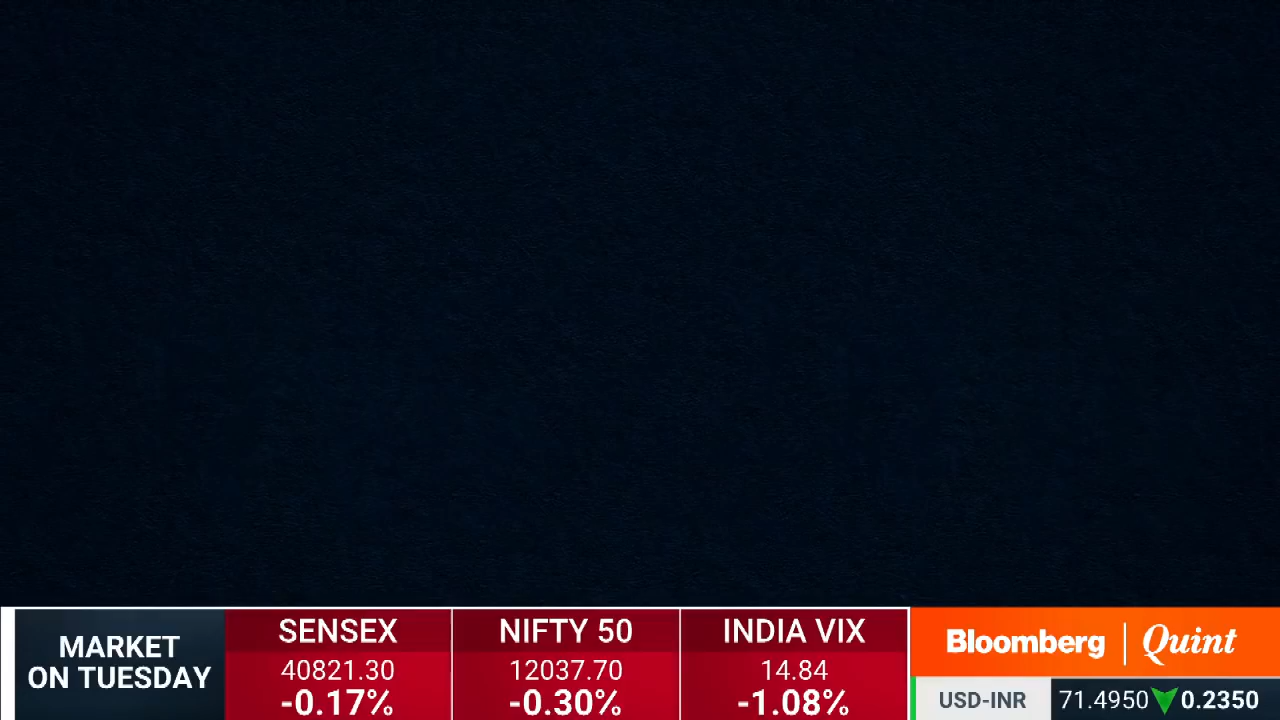 MARKET
ON TUESDAY
SENSEX
40821.30
-0.17%
NIFTY 50
12037.70
-0.30%
INDIA VIX
14.84
-1.08%
Bloomberg | Quint
USD-INR 71.4950 0.2350